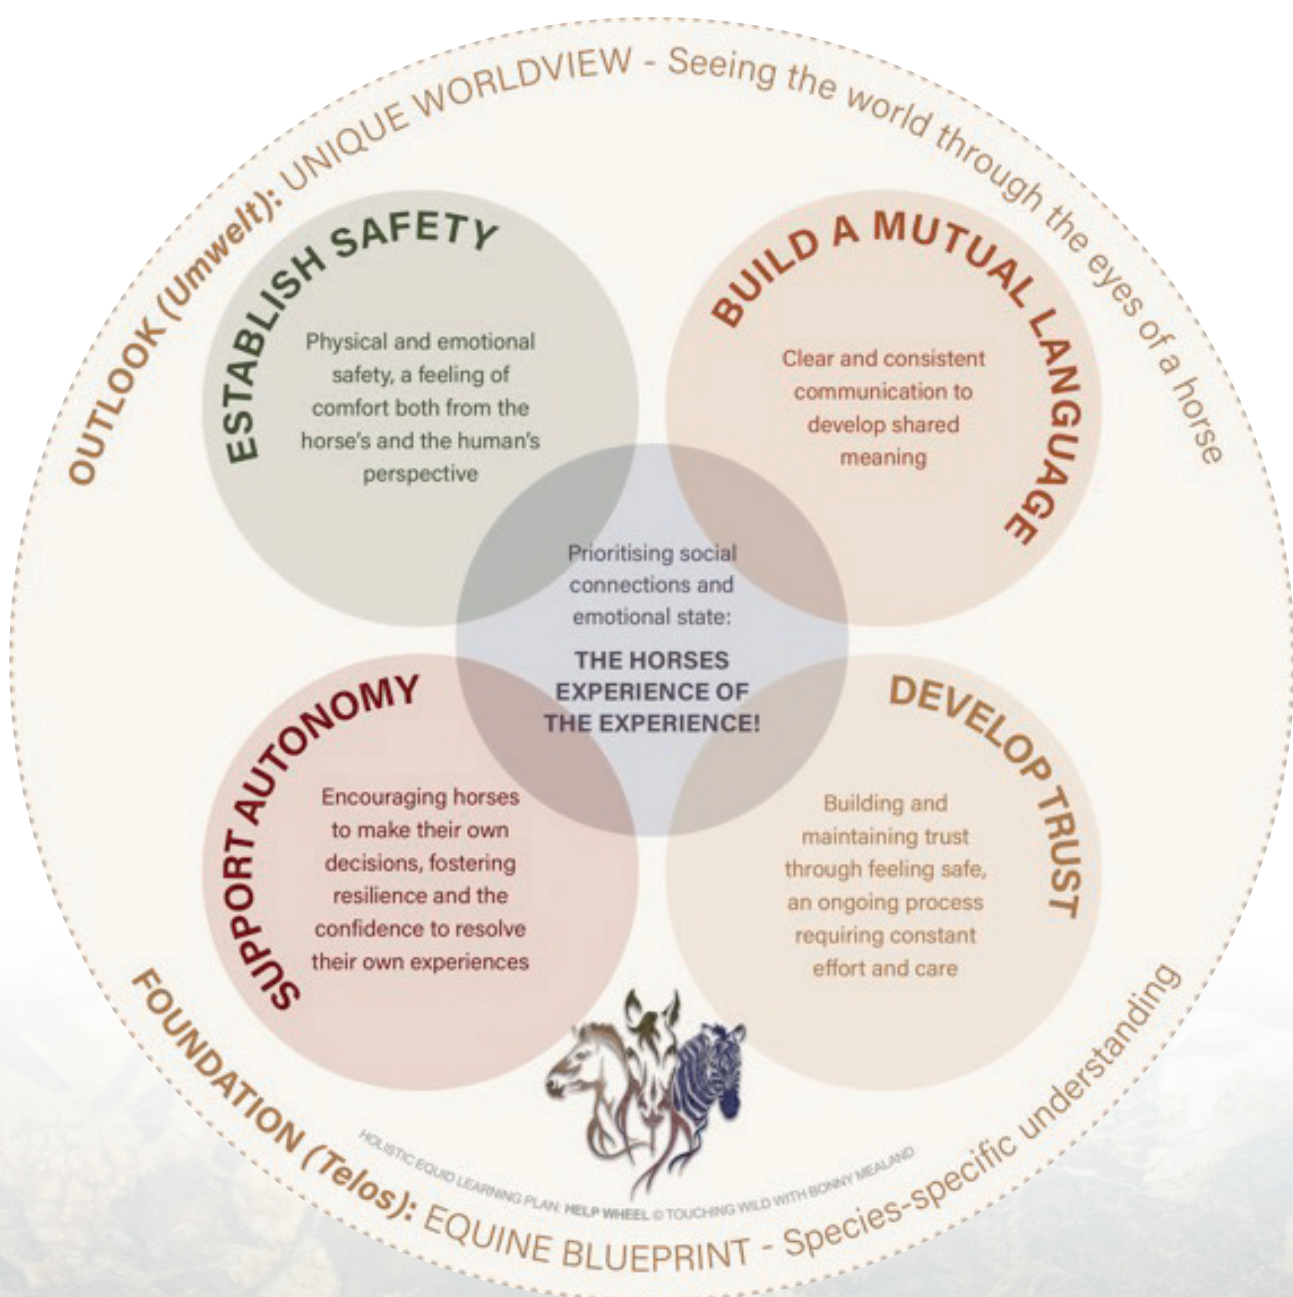 OUTLOOK (Umwelt): UNIQUE WORLDVIEW - Seeing the world through the eyes of a horse
ESTABLISH SAFETY
Physical and emotional
safety, a feeling of
comfort both from the
horse's and the human's
perspective
BUILD A MUTUAL LANGUAGE
Clear and consistent
communication to
develop shared
meaning
Prioritising social
connections and
emotional state:
THE HORSES
EXPERIENCE OF
THE EXPERIENCE!
SUPPORT AUTONOMY
Encouraging horses
to make their own
decisions, fostering
resilience and the
confidence to resolve
their own experiences
DEVELOP TRUST
Building and
maintaining trust
through feeling safe,
an ongoing process
requiring constant
effort and care
HOLISTIC EQUID LEARNING PLAN: HELP WHEEL © TOUCHING WILD WITH BONNY MEALAND
FOUNDATION (Telos): EQUINE BLUEPRINT - Species-specific understanding